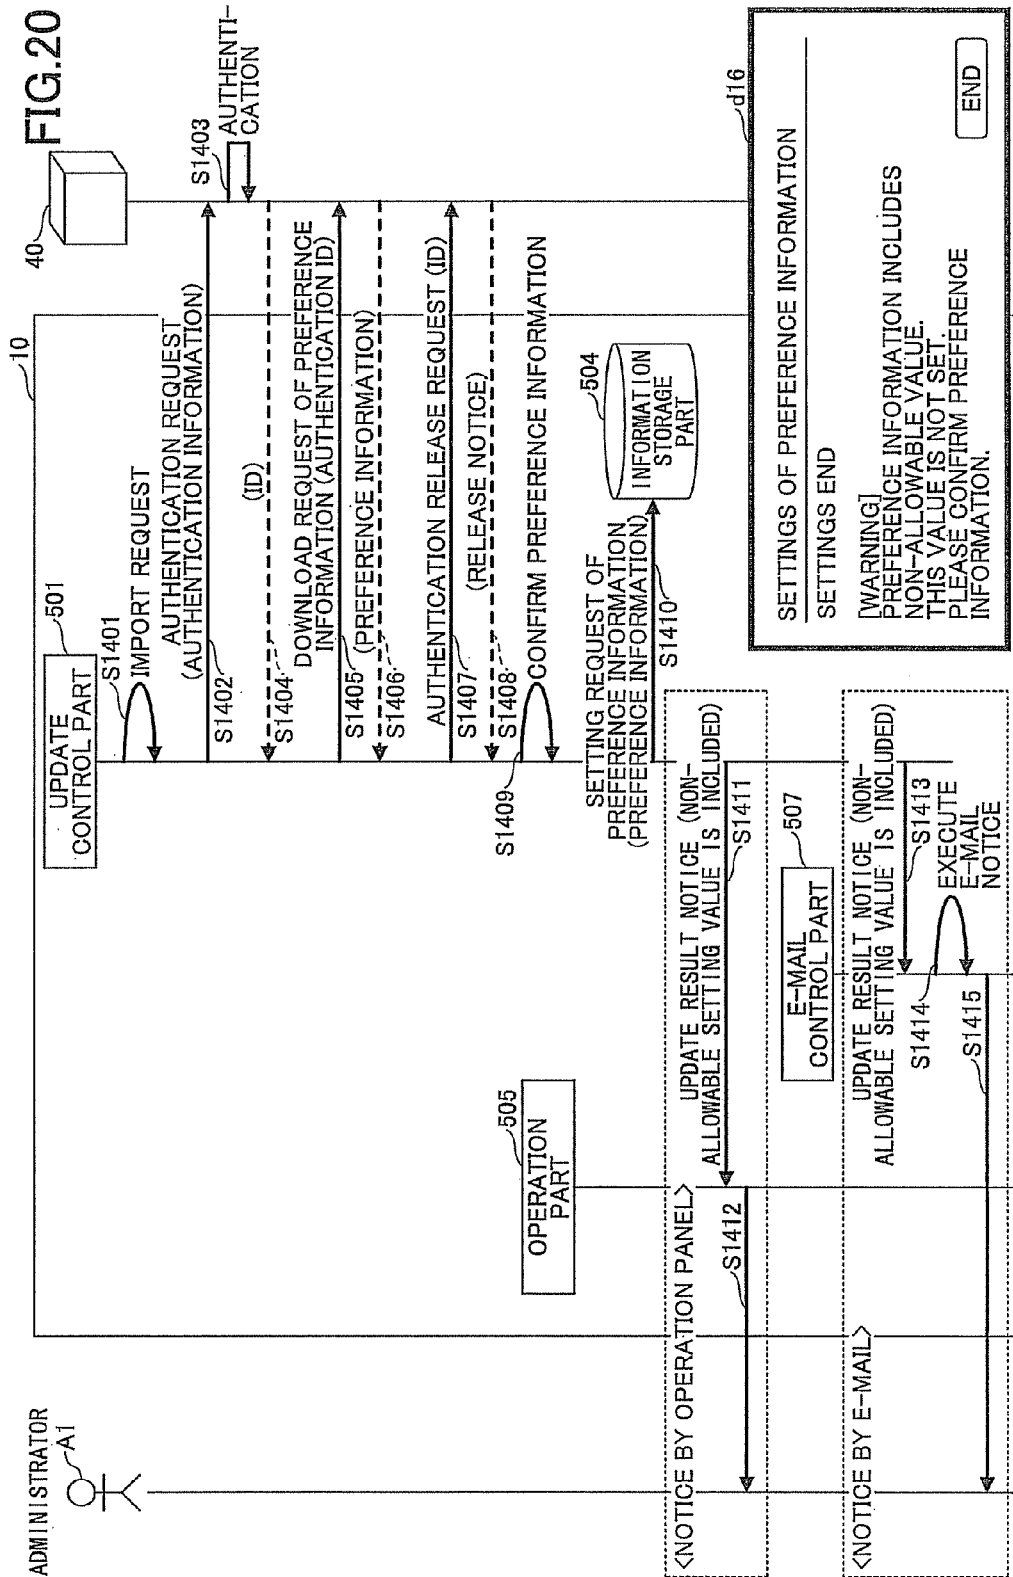 FIG.20
ADMINISTRATOR
A1
10
40
UPDATE
CONTROL PART
501
S1401
IMPORT REQUEST
AUTHENTICATION REQUEST
(AUTHENTICATION INFORMATION)
S1402
S1403
AUTHENTI-
CATION
(ID)
S1404
DOWNLOAD REQUEST OF PREFERENCE
INFORMATION (AUTHENTICATION ID)
S1405
(PREFERENCE INFORMATION)
S1406
AUTHENTICATION RELEASE REQUEST (ID)
S1407
(RELEASE NOTICE)
S1408
S1409
CONFIRM PREFERENCE INFORMATION
OPERATION
PART
505
504
INFORMATION
STORAGE
PART
SETTING REQUEST OF
PREFERENCE INFORMATION
(PREFERENCE INFORMATION)
S1410
<NOTICE BY OPERATION PANEL>
UPDATE RESULT NOTICE (NON-
ALLOWABLE SETTING VALUE IS INCLUDED)
S1411
S1412
E-MAIL
CONTROL PART
507
<NOTICE BY E-MAIL>
UPDATE RESULT NOTICE (NON-
ALLOWABLE SETTING VALUE IS INCLUDED)
S1413
S1414
EXECUTE
E-MAIL
NOTICE
S1415
d16
SETTINGS OF PREFERENCE INFORMATION
SETTINGS END
[WARNING]
PREFERENCE INFORMATION INCLUDES
NON-ALLOWABLE VALUE.
THIS VALUE IS NOT SET.
PLEASE CONFIRM PREFERENCE
INFORMATION.
END